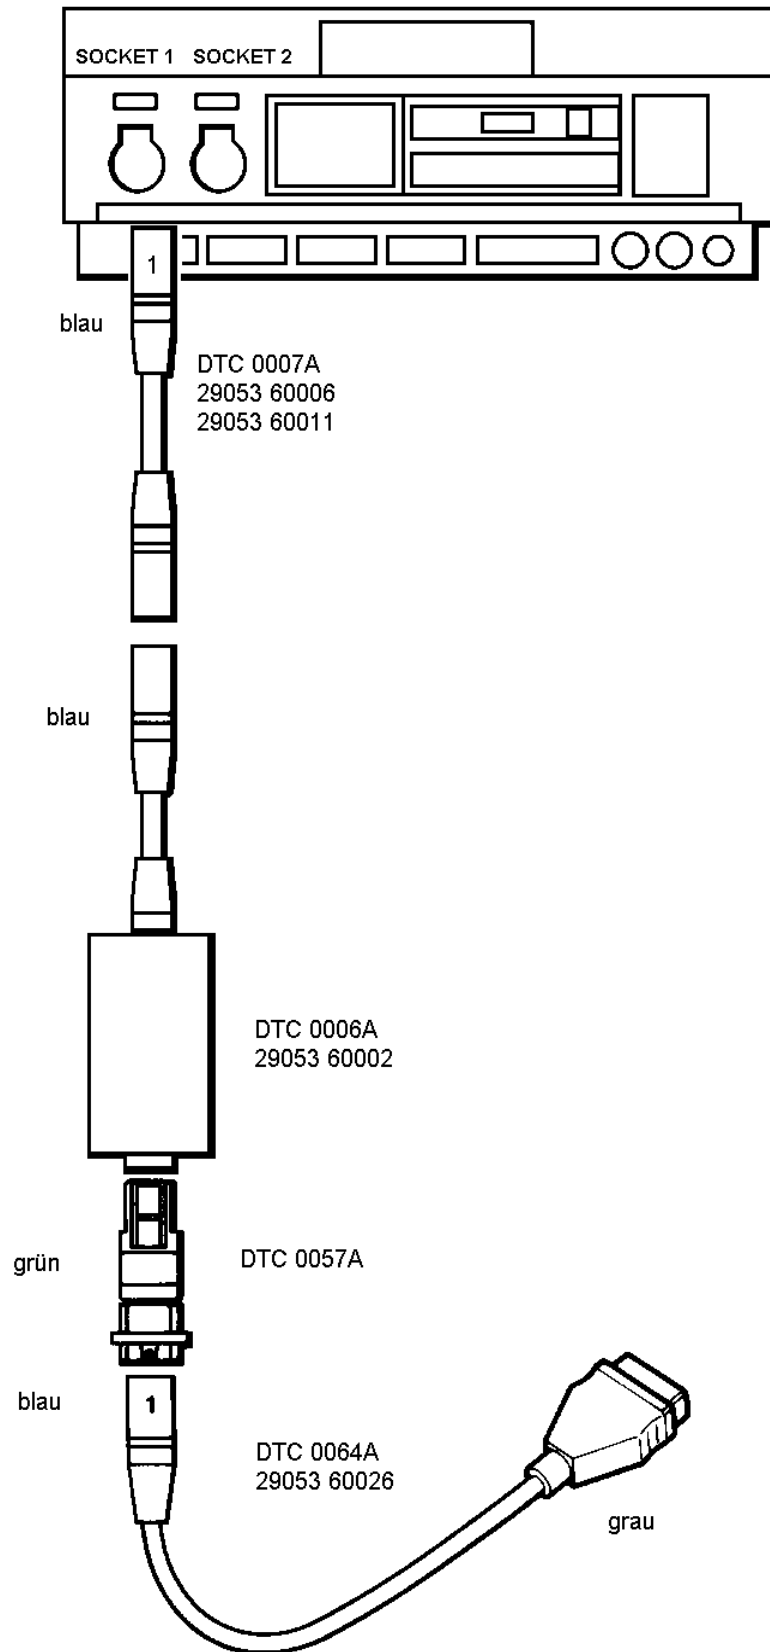 SOCKET 1 SOCKET 2
1
blau
DTC 0007A
29053 60006
29053 60011
blau
DTC 0006A
29053 60002
grün
DTC 0057A
blau
1
DTC 0064A
29053 60026
grau